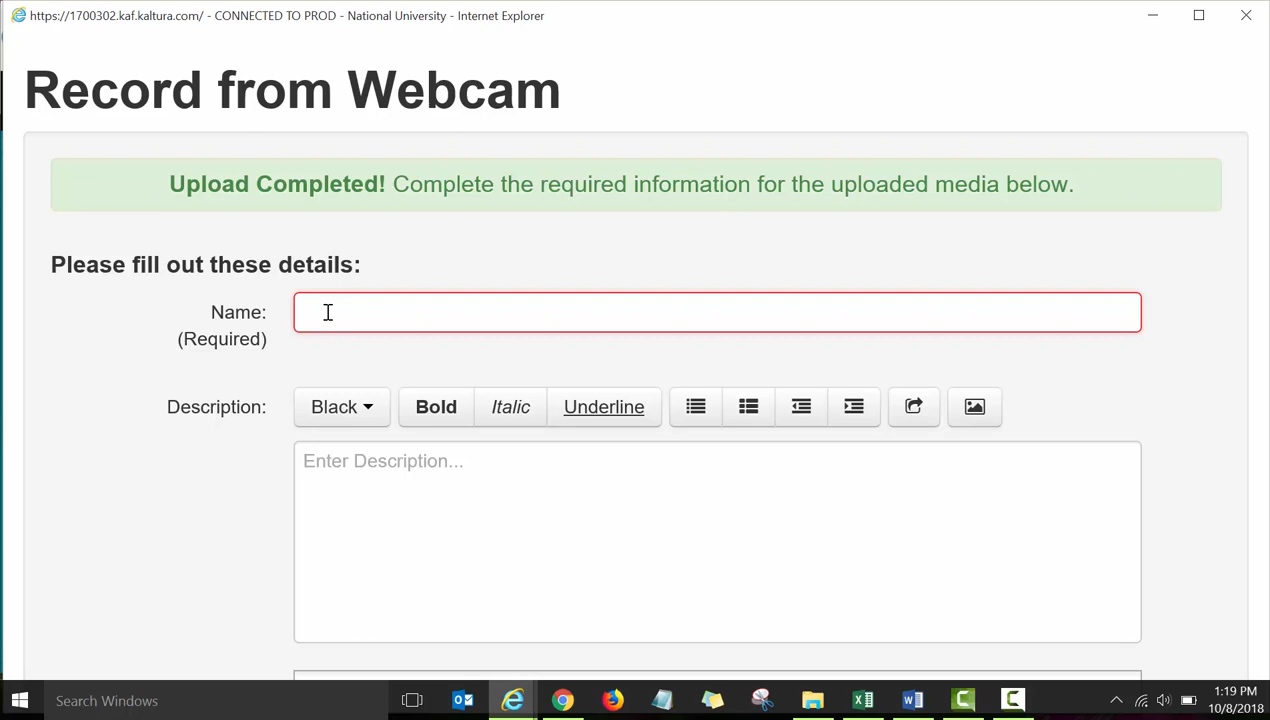 https://1700302.kaf.kaltura.com/ - CONNECTED TO PROD - National University - Internet Explorer
Record from Webcam
Upload Completed! Complete the required information for the uploaded media below.
Please fill out these details:
Name:
(Required)
Description:
Black Bold Italic Underline
Enter Description...
Search Windows
1:19 PM
10/8/2018